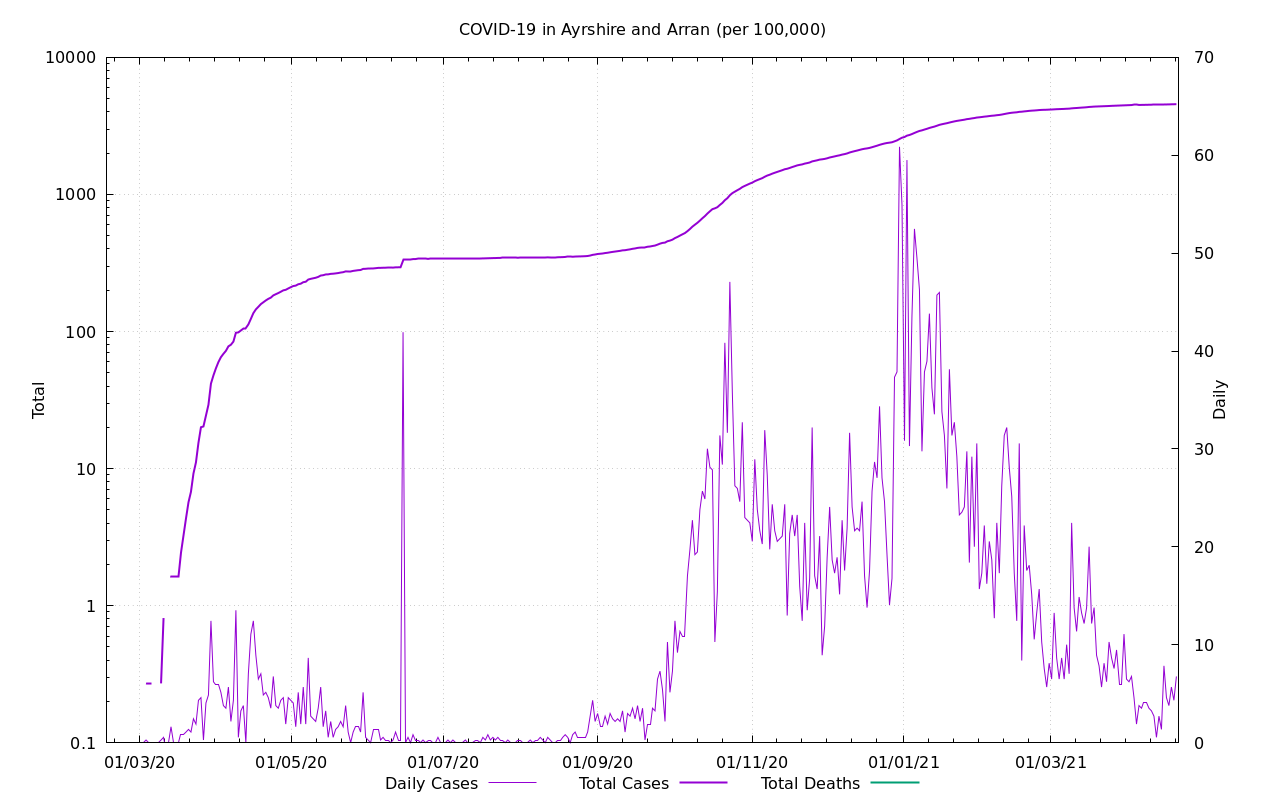 COVID-19 in Ayrshire and Arran (per 100,000)
10000
1000
100
10
1
0.1
Total
70
60
50
40
30
20
10
0
Daily
01/03/20 01/05/20 01/07/20 01/09/20 01/11/20 01/01/21 01/03/21
Daily Cases Total Cases Total Deaths